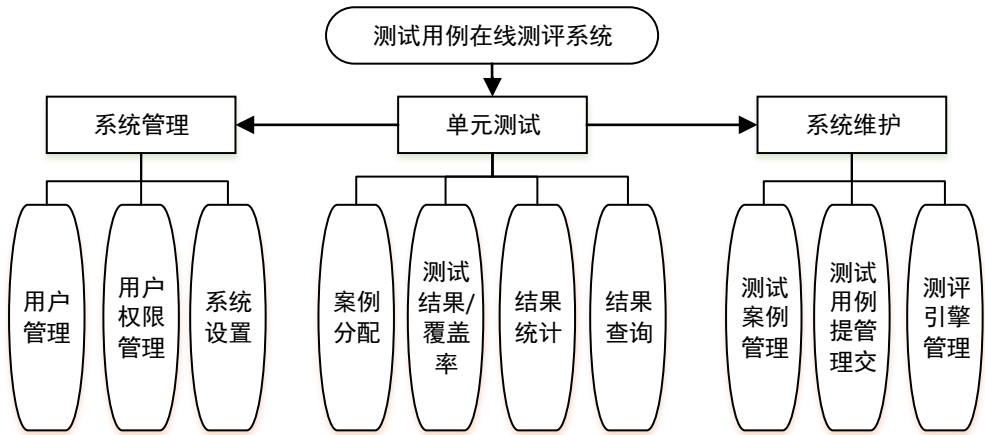 测试用例在线测评系统
系统管理
单元测试
系统维护
用户
管理
用户
权限
管理
系统
设置
案例
分配
测试
结果/
覆盖
率
结果
统计
结果
查询
测试
案例
管理
测试
用例
提管
理交
测评
引擎
管理